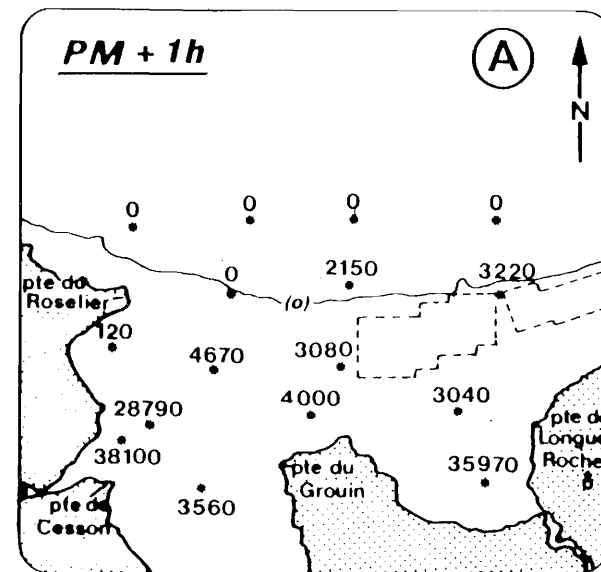 PM + 1h
A
N
0
0
0
0
0
2150
3220
(o)
pte du
Roselier
120
4670
3080
4000
3040
28790
38100
3560
35970
pte de
Cesson
pte du
Grouin
pte de
Longue
Roche